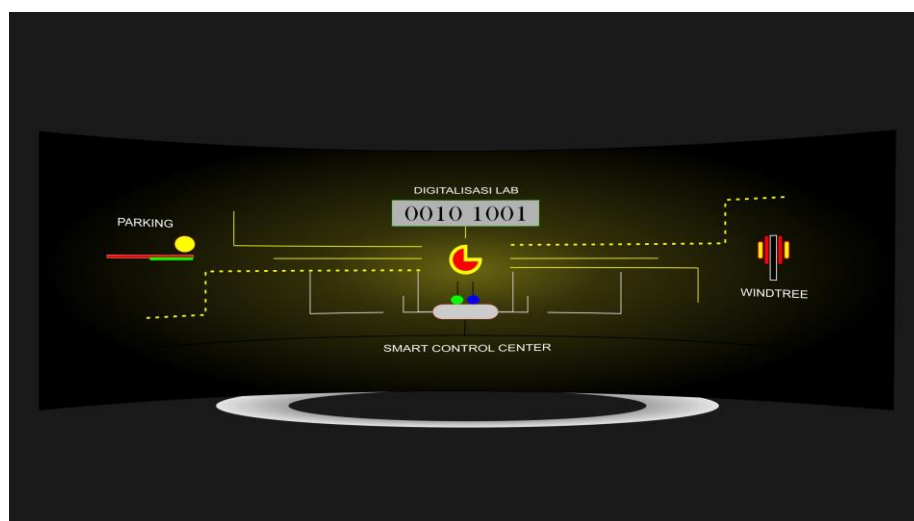 DIGITALISASI LAB
0010 1001
PARKING
WINDTREE
SMART CONTROL CENTER